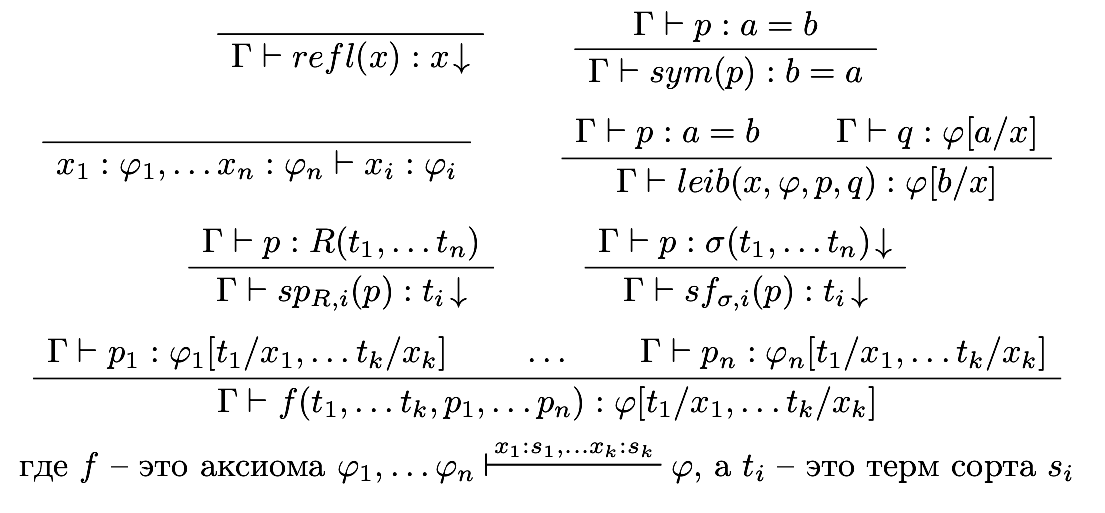 Γ ⊢ refl(x) : x↓
Γ ⊢ p : a = b
Γ ⊢ sym(p) : b = a
x₁ : φ₁, … xₙ : φₙ ⊢ xᵢ : φᵢ
Γ ⊢ p : a = b Γ ⊢ q : φ[a/x]
Γ ⊢ leib(x, φ, p, q) : φ[b/x]
Γ ⊢ p : R(t₁, … tₙ)
Γ ⊢ sp_{R,i}(p) : tᵢ↓
Γ ⊢ p : σ(t₁, … tₙ)↓
Γ ⊢ sf_{σ,i}(p) : tᵢ↓
Γ ⊢ p₁ : φ₁[t₁/x₁, … tₖ/xₖ] … Γ ⊢ pₙ : φₙ[t₁/x₁, … tₖ/xₖ]
Γ ⊢ f(t₁, … tₖ, p₁, … pₙ) : φ[t₁/x₁, … tₖ/xₖ]
где f – это аксиома φ₁, … φₙ ⊢^{x₁:s₁,…xₖ:sₖ} φ, а tᵢ – это терм сорта sᵢ